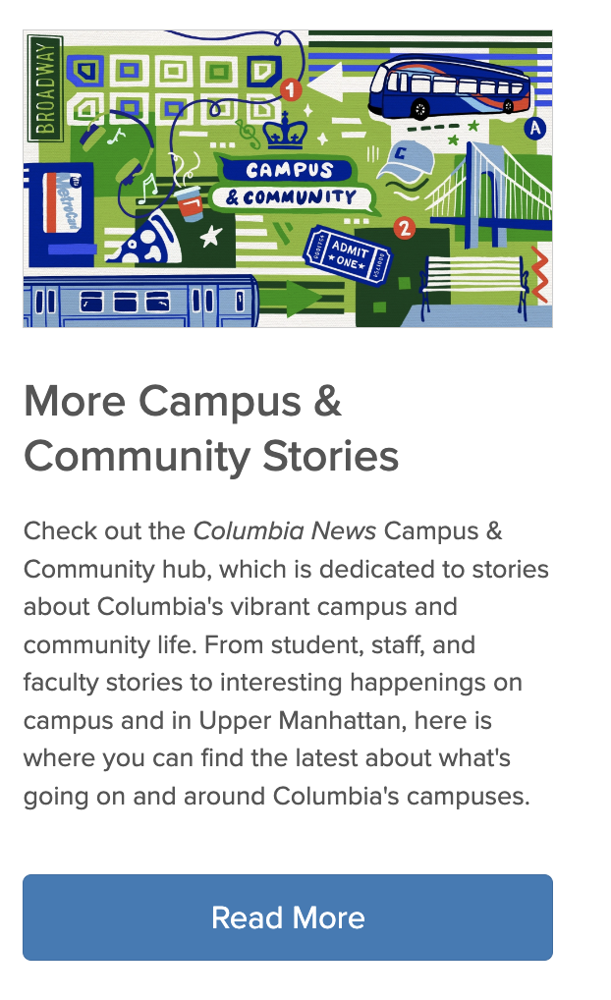 BROADWAY
1
A
C
CAMPUS
& COMMUNITY
MetroCard
2
ADMIT
ONE
More Campus &
Community Stories
Check out the Columbia News Campus &
Community hub, which is dedicated to stories
about Columbia's vibrant campus and
community life. From student, staff, and
faculty stories to interesting happenings on
campus and in Upper Manhattan, here is
where you can find the latest about what's
going on and around Columbia's campuses.
Read More